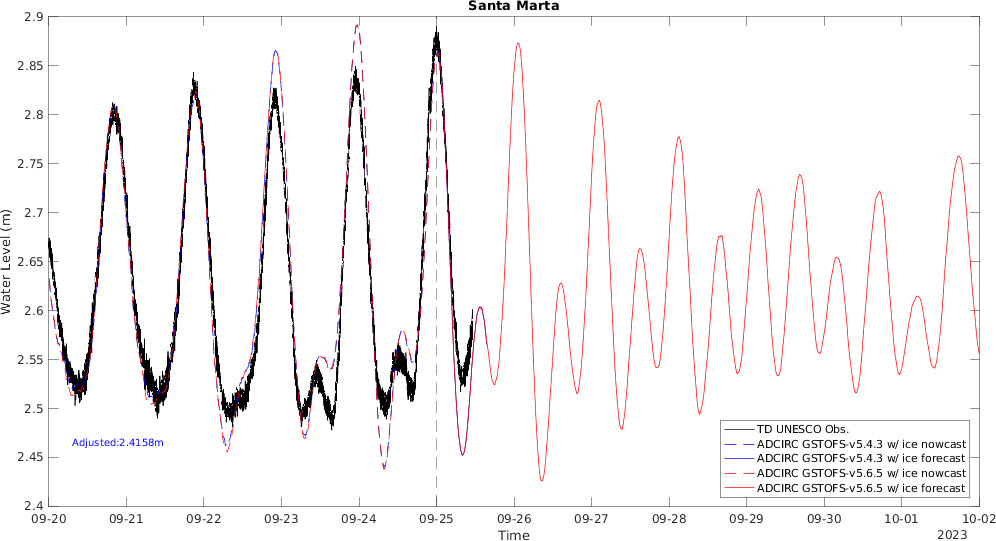 Santa Marta
2.9
2.85
2.8
2.75
2.7
2.65
2.6
2.55
2.5
2.45
2.4
Water Level (m)
Adjusted:2.4158m
TD UNESCO Obs.
ADCIRC GSTOFS-v5.4.3 w/ ice nowcast
ADCIRC GSTOFS-v5.4.3 w/ ice forecast
ADCIRC GSTOFS-v5.6.5 w/ ice nowcast
ADCIRC GSTOFS-v5.6.5 w/ ice forecast
09-20 09-21 09-22 09-23 09-24 09-25 09-26 09-27 09-28 09-29 09-30 10-01 10-02
Time
2023